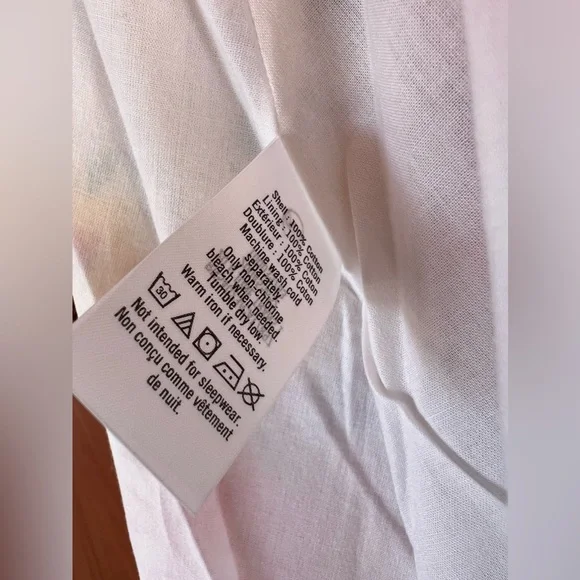 Shell : 100% Cotton
Lining : 100% Cotton
Extérieur : 100% Coton
Doublure : 100% Coton
Machine wash cold
separately.
Only non-chlorine
bleach when needed.
Tumble dry low.
Warm iron if necessary.
30
Not intended for sleepwear.
Non conçu comme vêtement
de nuit.